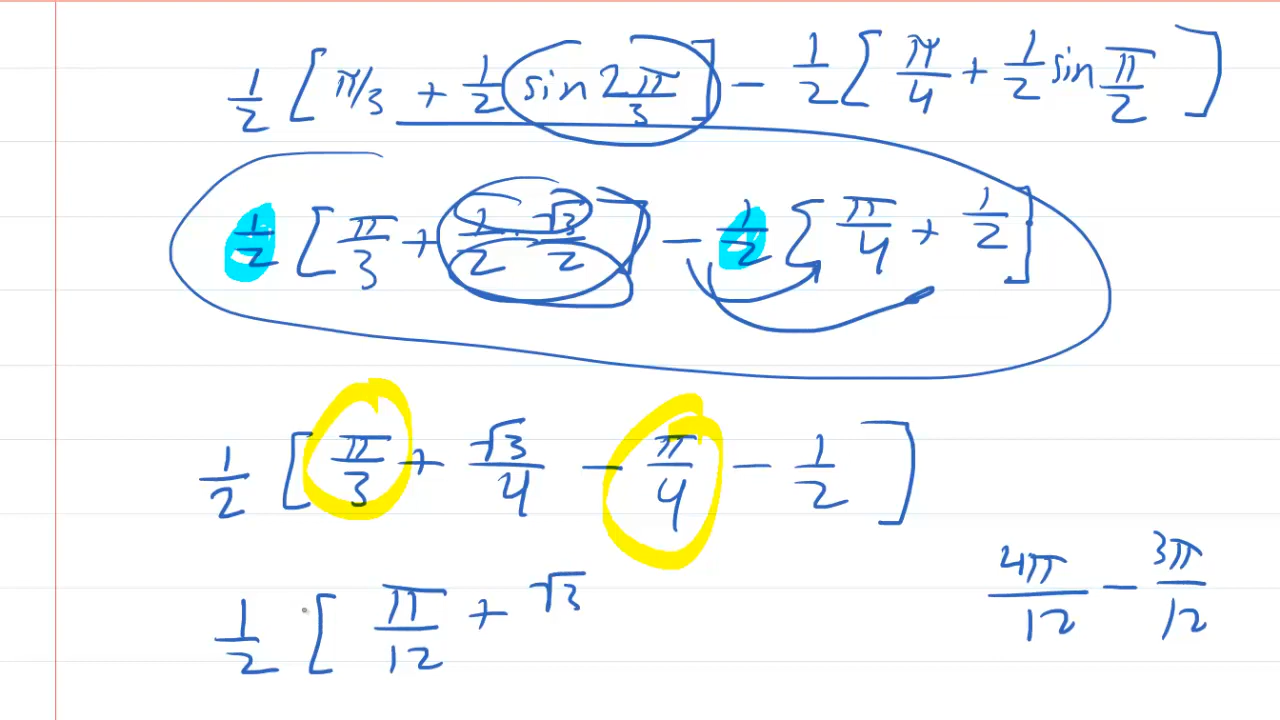 1/2 [π/3 + 1/2 sin 2π/3] − 1/2 [π/4 + 1/2 sin π/2]
1/2 [π/3 + 1/2 · √3/2] − 1/2 [π/4 + 1/2]
1/2 [π/3 + √3/4 − π/4 − 1/2]
4π/12 − 3π/12
1/2 [π/12 + √3